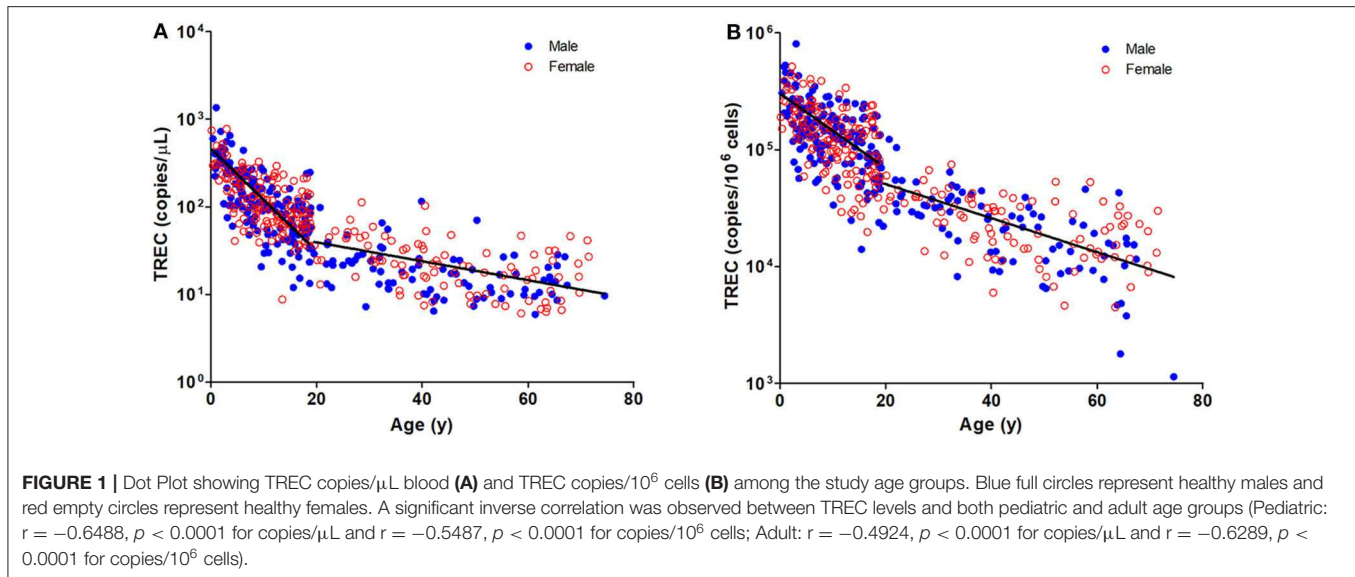 A
Male
Female
TREC (copies/μL)
10⁴
10³
10²
10¹
10⁰
0
20
40
60
80
Age (y)
B
Male
Female
TREC (copies/10⁶ cells)
10⁶
10⁵
10⁴
10³
0
20
40
60
80
Age (y)
FIGURE 1 | Dot Plot showing TREC copies/μL blood (A) and TREC copies/10⁶ cells (B) among the study age groups. Blue full circles represent healthy males and
red empty circles represent healthy females. A significant inverse correlation was observed between TREC levels and both pediatric and adult age groups (Pediatric:
r = −0.6488, p < 0.0001 for copies/μL and r = −0.5487, p < 0.0001 for copies/10⁶ cells; Adult: r = −0.4924, p < 0.0001 for copies/μL and r = −0.6289, p <
0.0001 for copies/10⁶ cells).